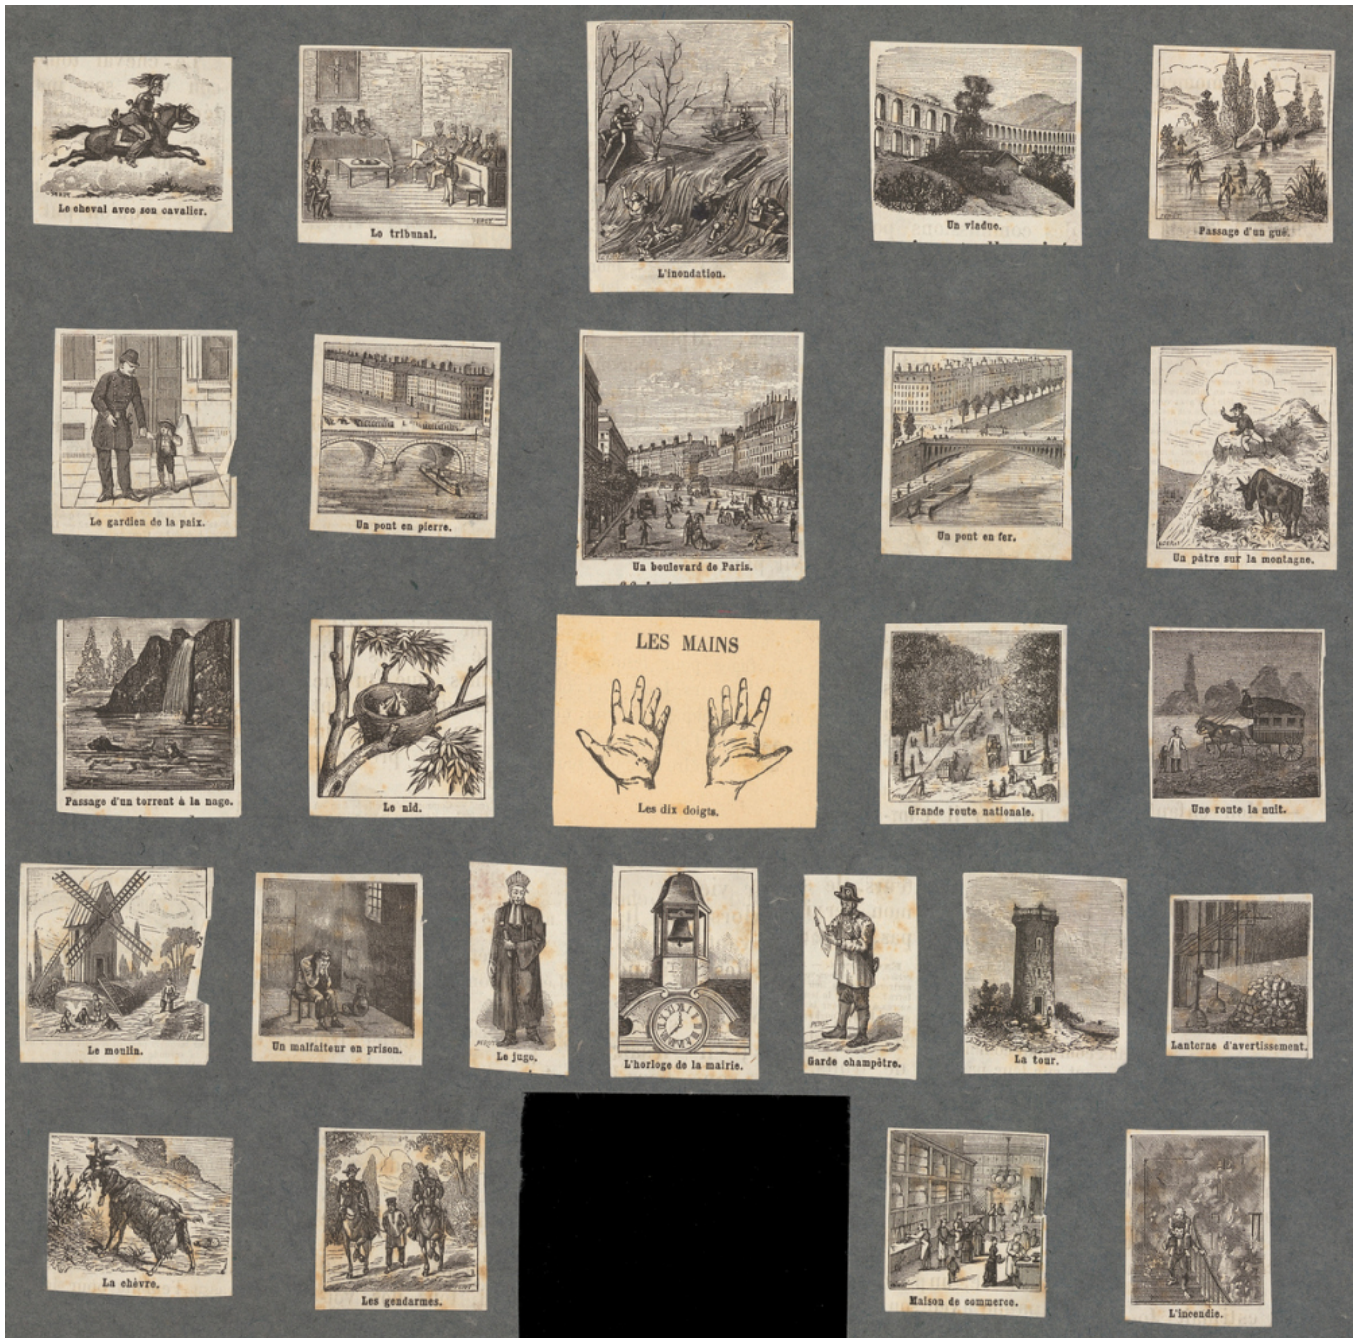 Le cheval avec son cavalier.
Le tribunal.
L'inondation.
Un viaduc.
Passage d'un gué.
Le gardien de la paix.
Un pont en pierre.
Un boulevard de Paris.
Un pont en fer.
Un pâtre sur la montagne.
Passage d'un torrent à la nage.
Le nid.
LES MAINS
Les dix doigts.
Grande route nationale.
Une route la nuit.
Le moulin.
Un malfaiteur en prison.
Le juge.
L'horloge de la mairie.
Garde champêtre.
La tour.
Lanterne d'avertissement.
La chèvre.
Les gendarmes.
Maison de commerce.
L'incendie.